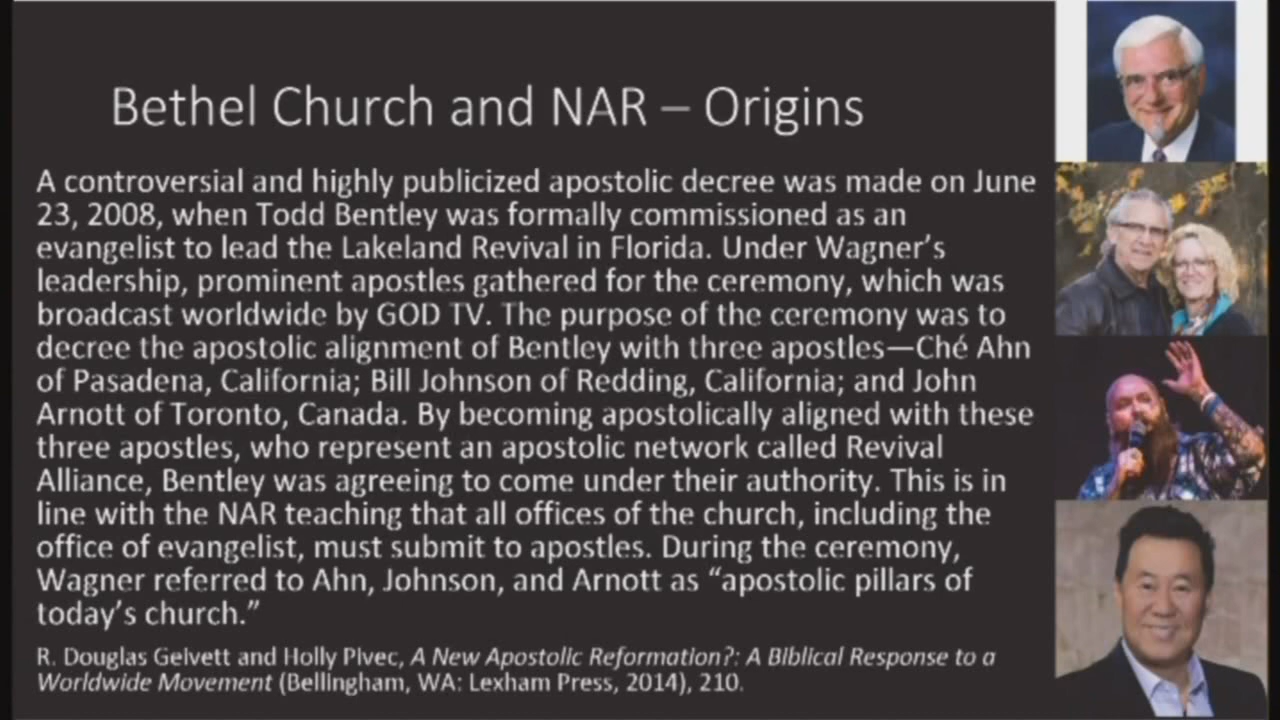 Bethel Church and NAR – Origins
A controversial and highly publicized apostolic decree was made on June
23, 2008, when Todd Bentley was formally commissioned as an
evangelist to lead the Lakeland Revival in Florida. Under Wagner’s
leadership, prominent apostles gathered for the ceremony, which was
broadcast worldwide by GOD TV. The purpose of the ceremony was to
decree the apostolic alignment of Bentley with three apostles—Ché Ahn
of Pasadena, California; Bill Johnson of Redding, California; and John
Arnott of Toronto, Canada. By becoming apostolically aligned with these
three apostles, who represent an apostolic network called Revival
Alliance, Bentley was agreeing to come under their authority. This is in
line with the NAR teaching that all offices of the church, including the
office of evangelist, must submit to apostles. During the ceremony,
Wagner referred to Ahn, Johnson, and Arnott as “apostolic pillars of
today’s church.”
R. Douglas Geivett and Holly Pivec, A New Apostolic Reformation?: A Biblical Response to a
Worldwide Movement (Bellingham, WA: Lexham Press, 2014), 210.